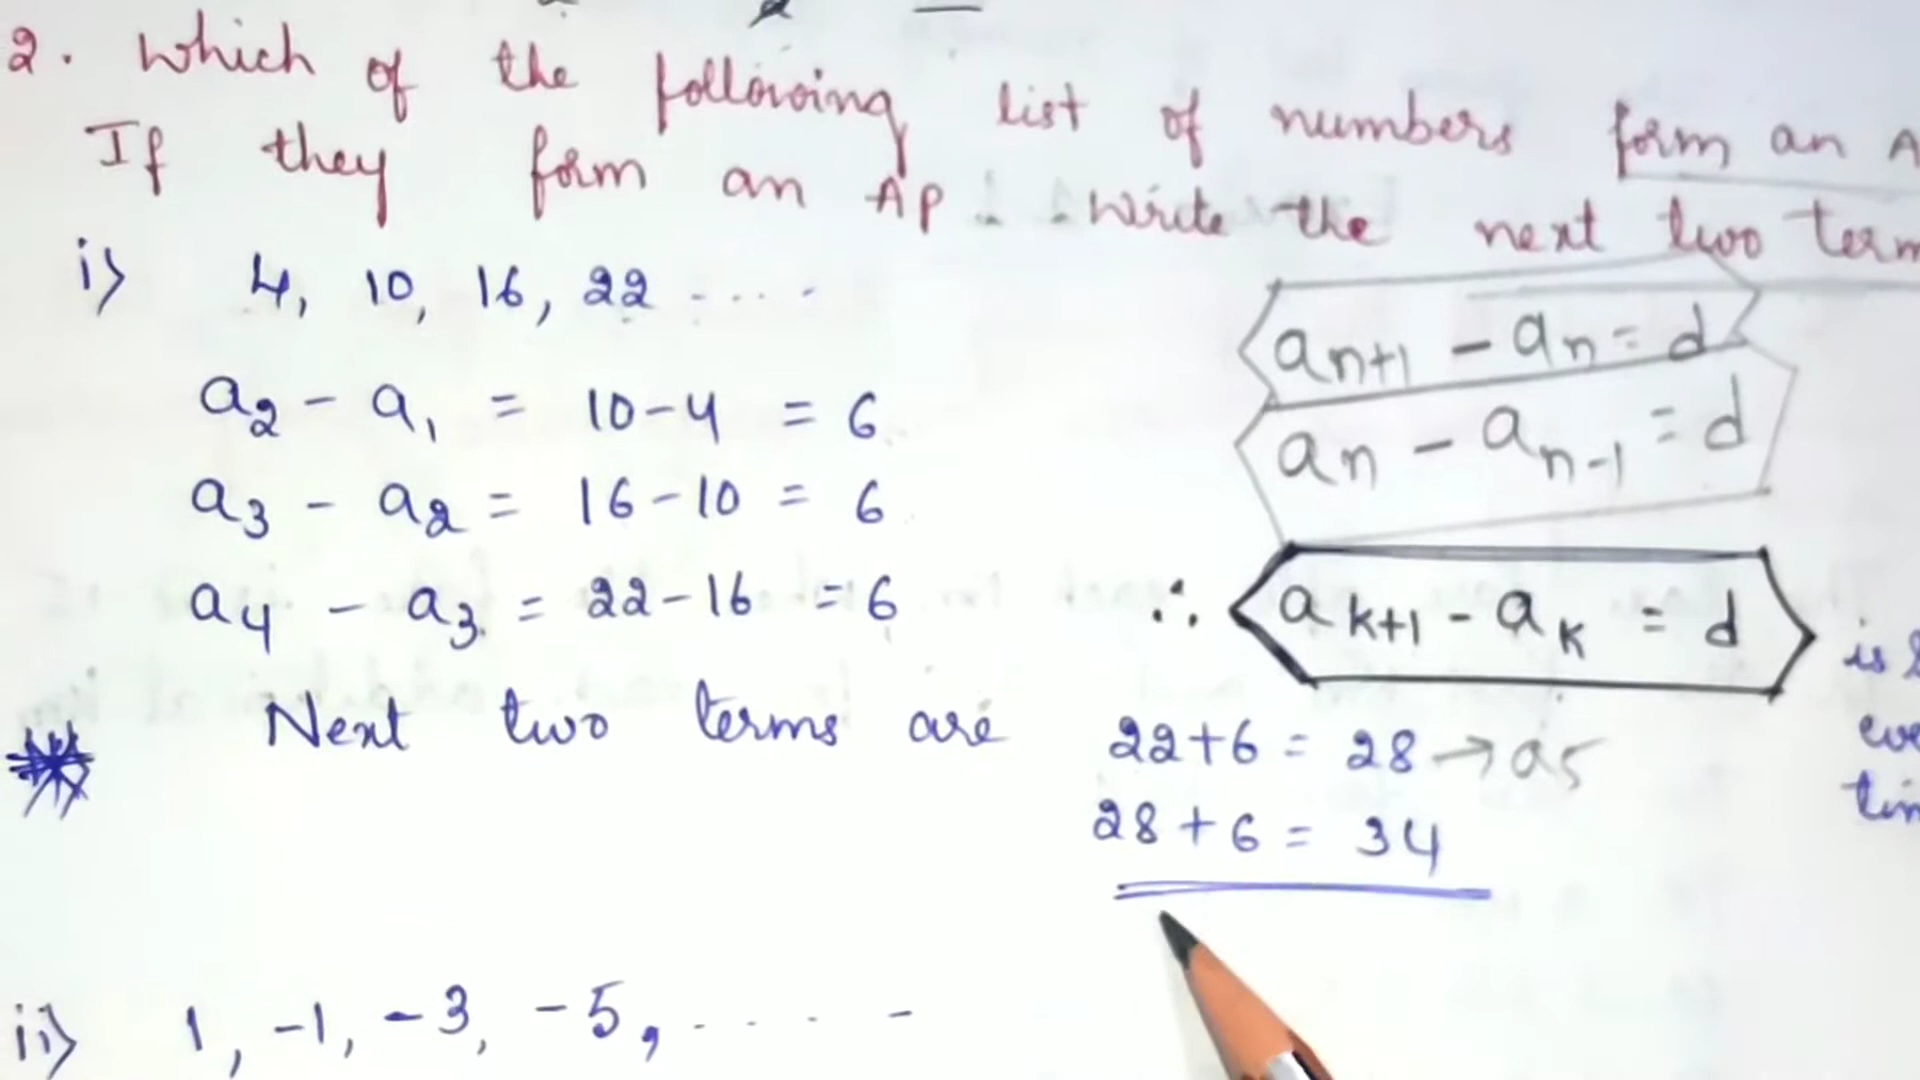 2. Which of the following list of numbers form an A
If they form an AP. Write the next two term
i) 4, 10, 16, 22 ....
a₂ - a₁ = 10-4 = 6
a₃ - a₂ = 16-10 = 6
a₄ - a₃ = 22-16 = 6
aₙ₊₁ - aₙ = d
aₙ - aₙ₋₁ = d
∴ aₖ₊₁ - aₖ = d
is
Next two terms are 22+6 = 28 → a₅
28+6 = 34
ii) 1, -1, -3, -5, ....